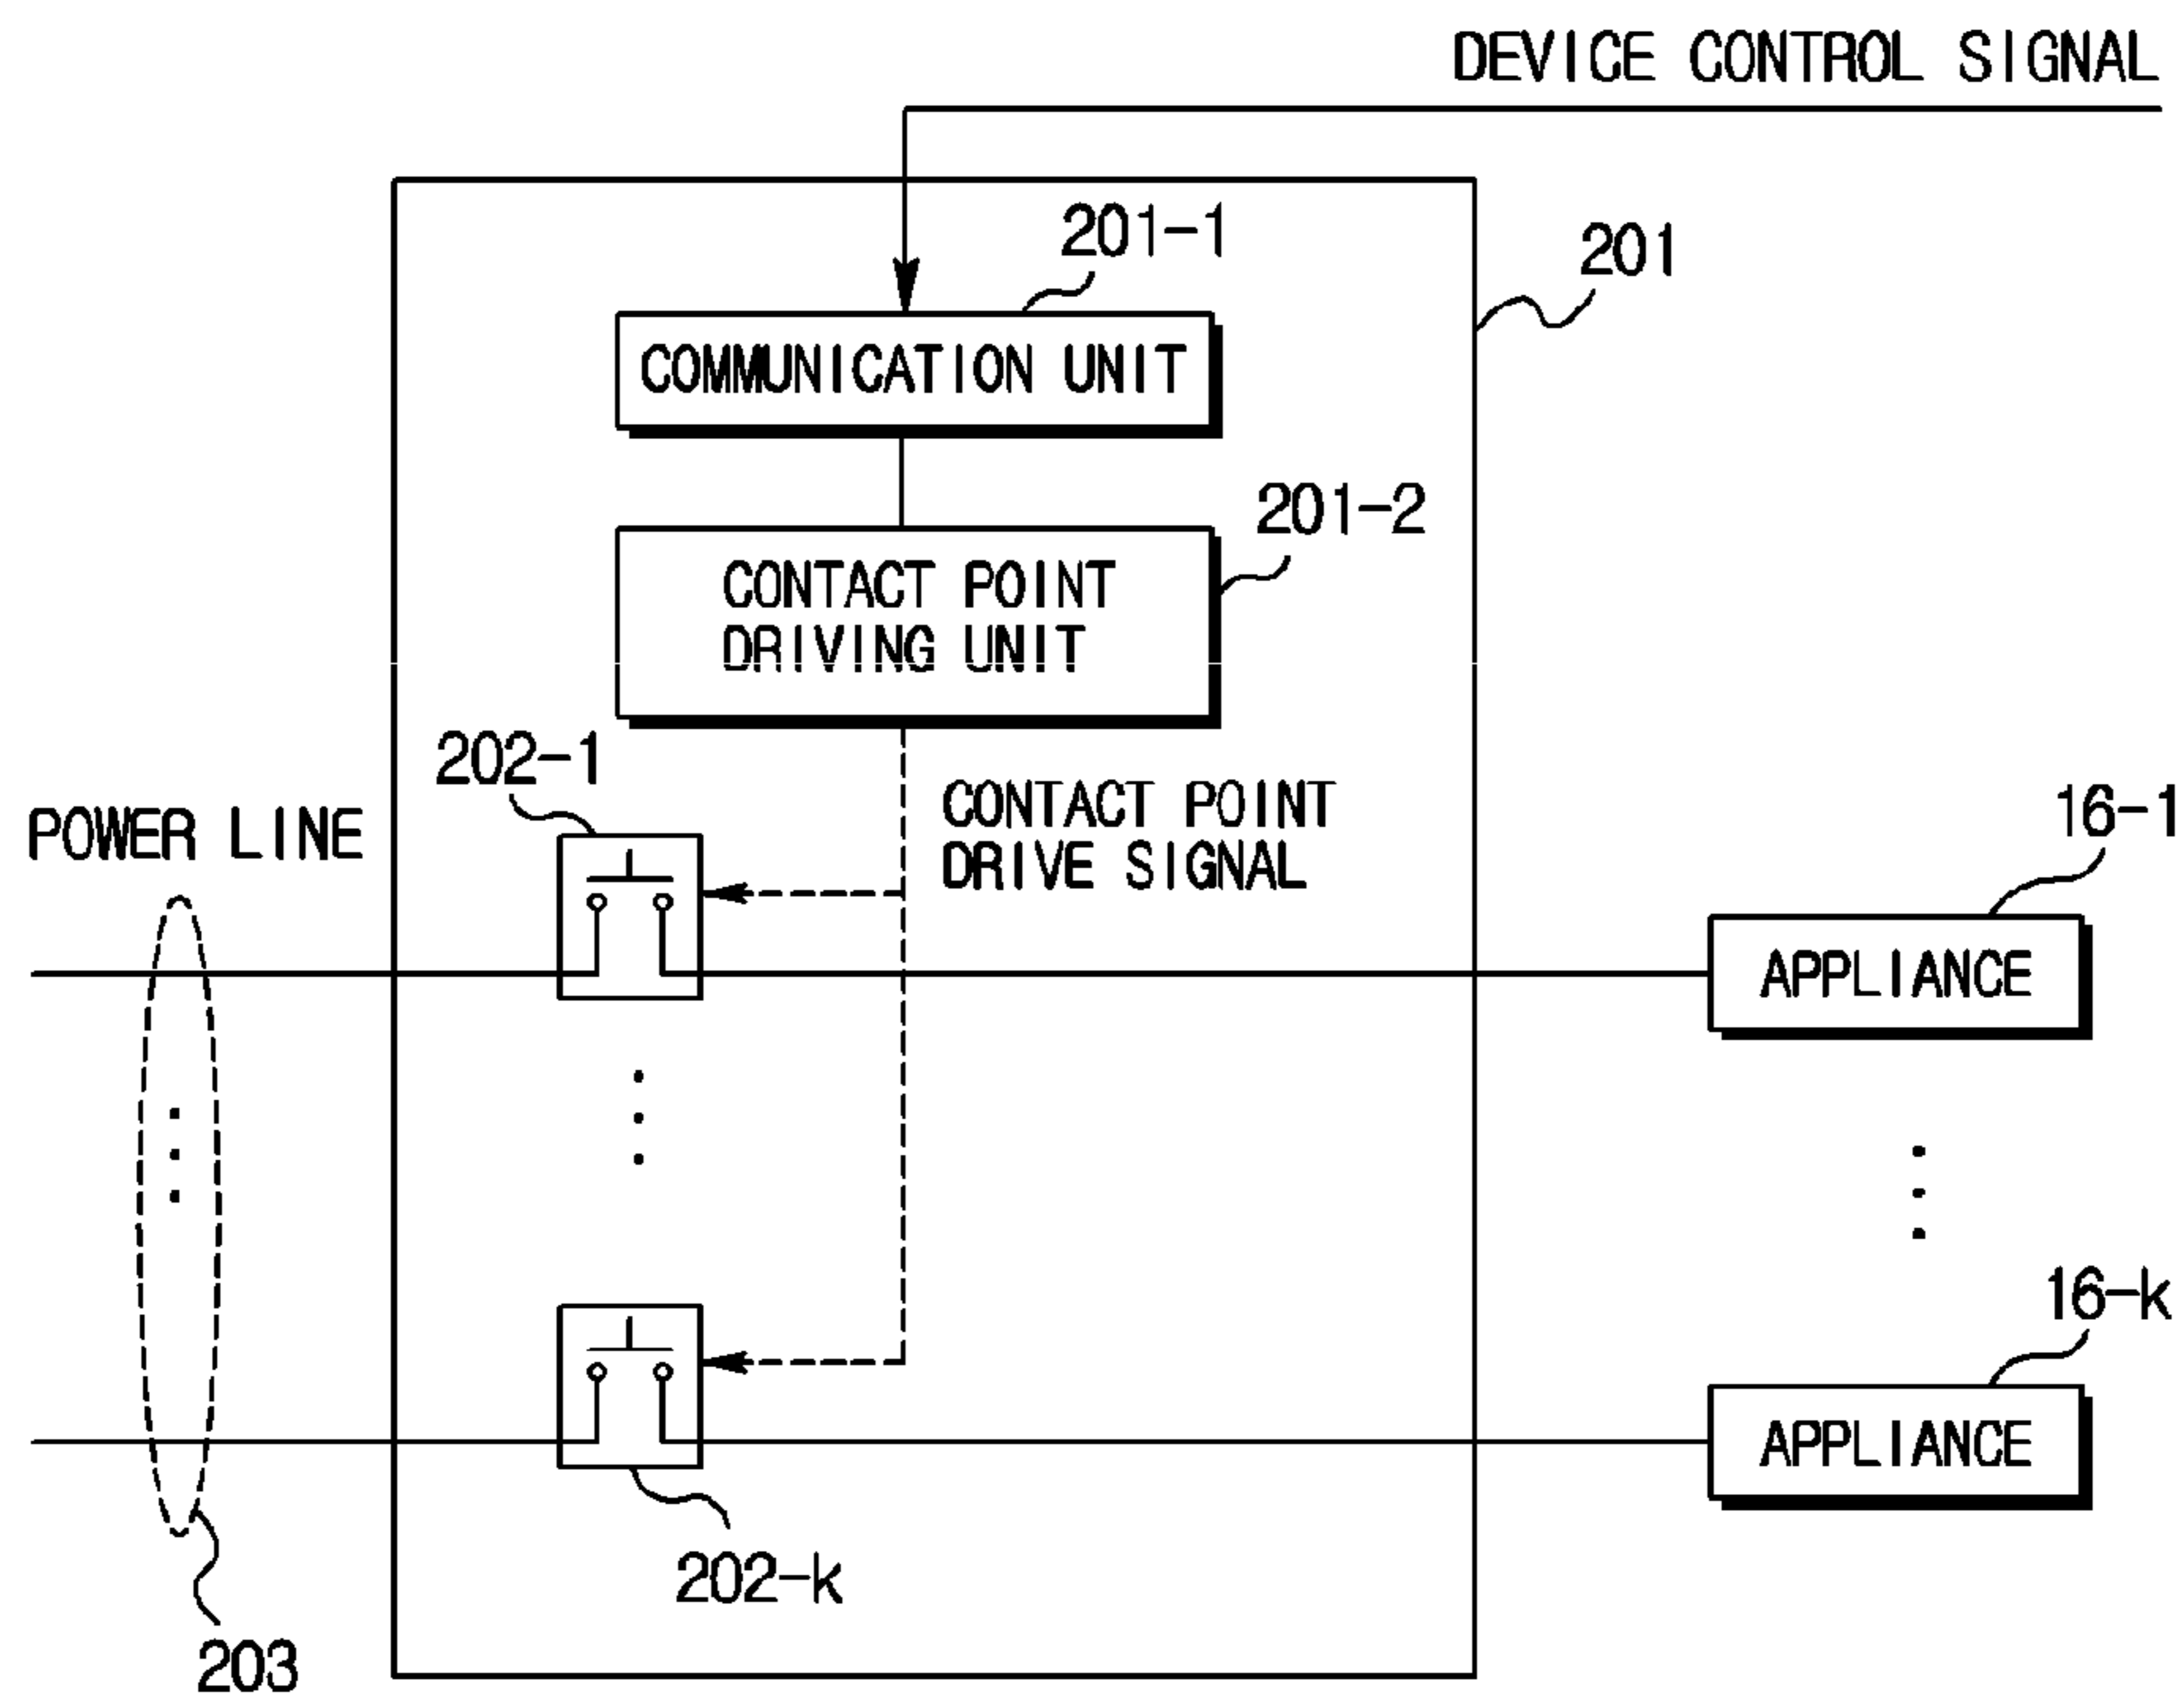 DEVICE CONTROL SIGNAL
201-1
201
COMMUNICATION UNIT
201-2
CONTACT POINT
DRIVING UNIT
202-1
CONTACT POINT
DRIVE SIGNAL
POWER LINE
16-1
APPLIANCE
16-k
APPLIANCE
202-k
203